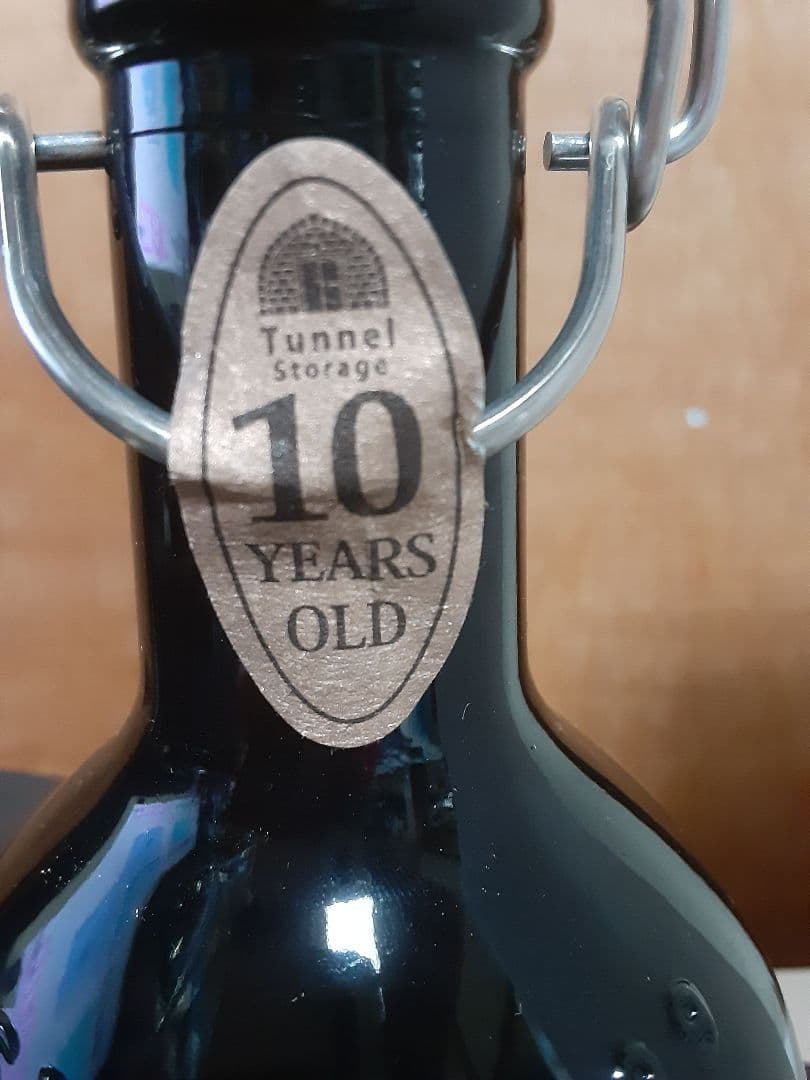 Tunnel
Storage
10
YEARS
OLD